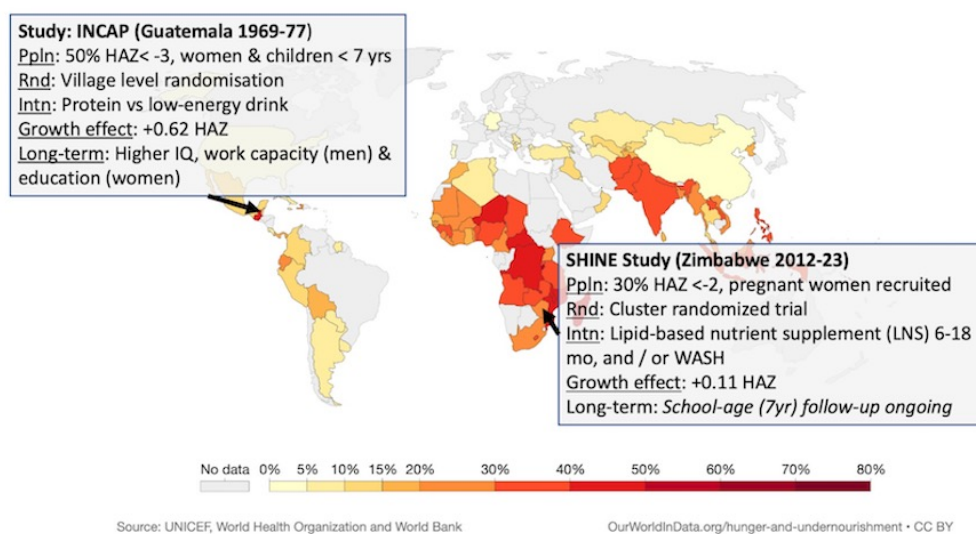 Study: INCAP (Guatemala 1969-77)
Ppln: 50% HAZ< -3, women & children < 7 yrs
Rnd: Village level randomisation
Intn: Protein vs low-energy drink
Growth effect: +0.62 HAZ
Long-term: Higher IQ, work capacity (men) &
education (women)
SHINE Study (Zimbabwe 2012-23)
Ppln: 30% HAZ <-2, pregnant women recruited
Rnd: Cluster randomized trial
Intn: Lipid-based nutrient supplement (LNS) 6-18
mo, and / or WASH
Growth effect: +0.11 HAZ
Long-term: School-age (7yr) follow-up ongoing
No data 0% 5% 10% 15% 20% 30% 40% 50% 60% 70% 80%
Source: UNICEF, World Health Organization and World Bank
OurWorldInData.org/hunger-and-undernourishment • CC BY